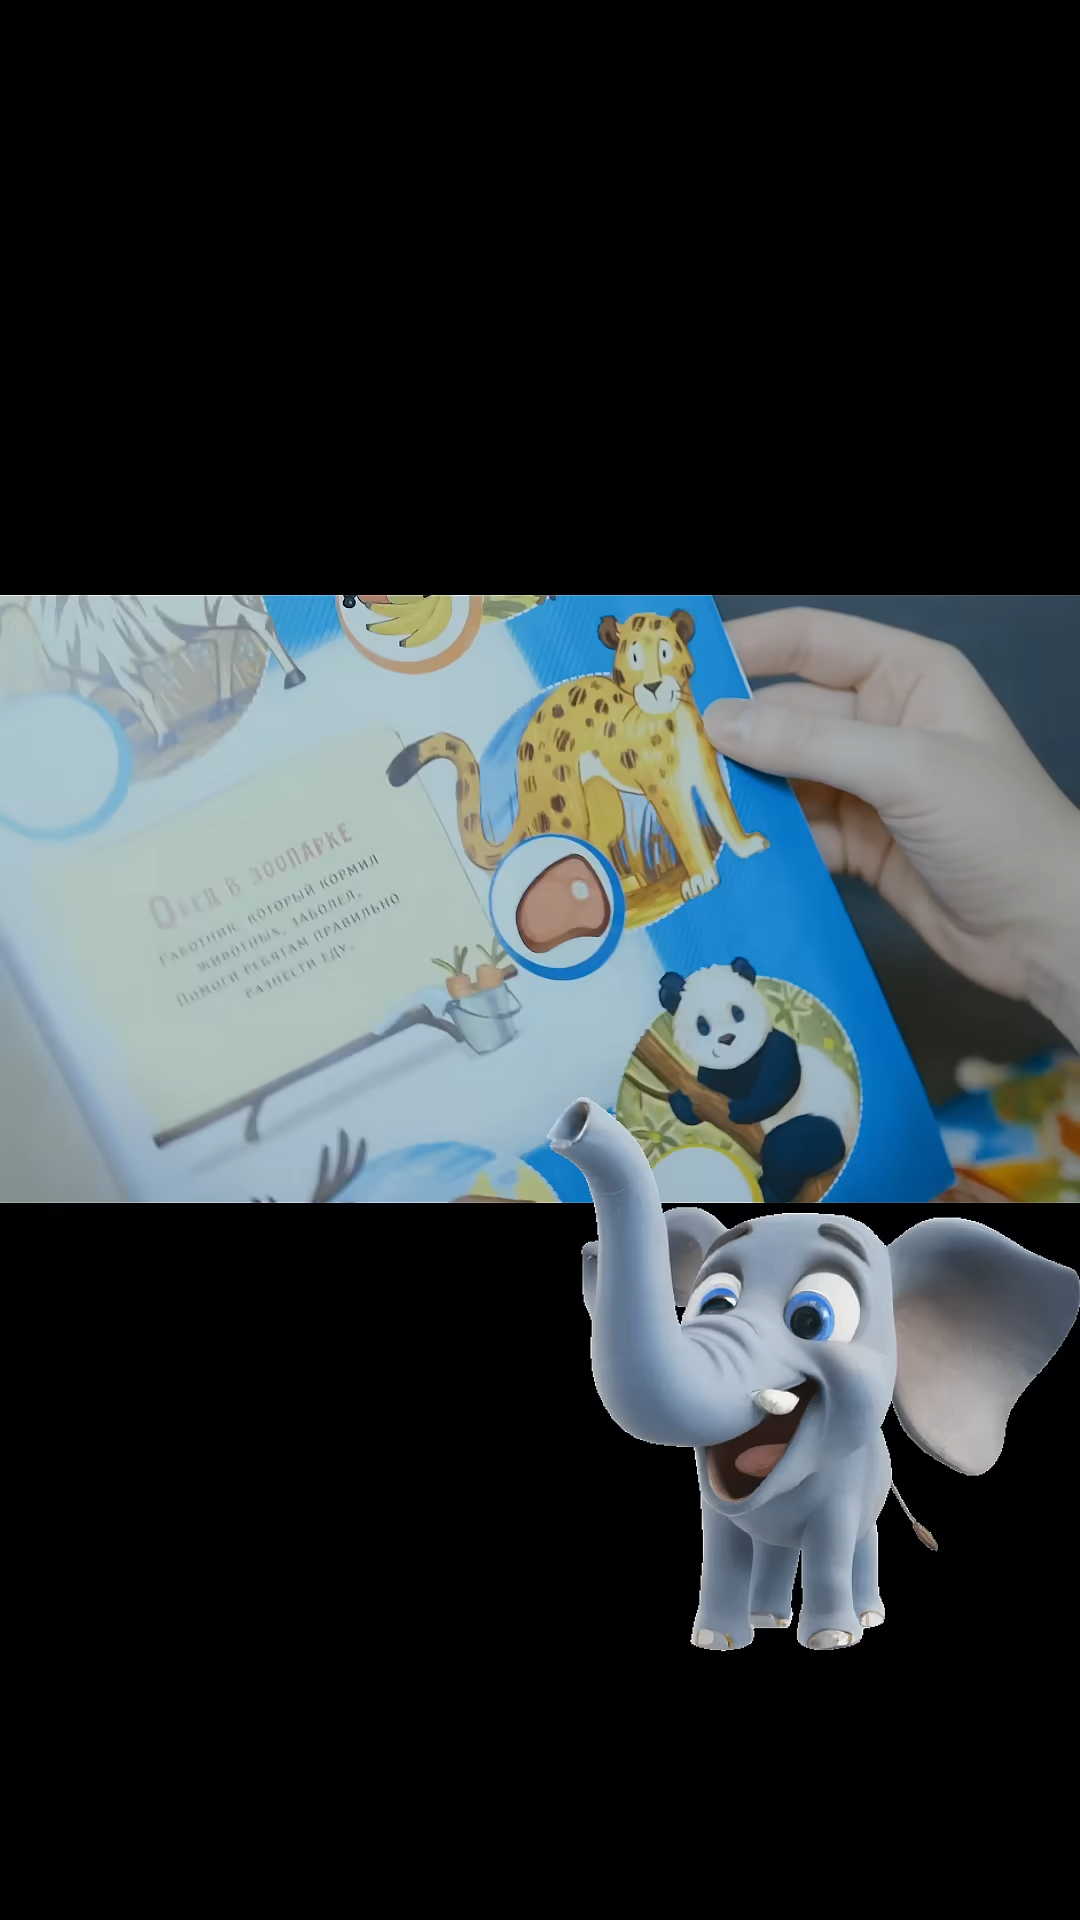 Обед в зоопарке
Работник, который кормил
животных, заболел.
Помоги ребятам правильно
разнести еду.